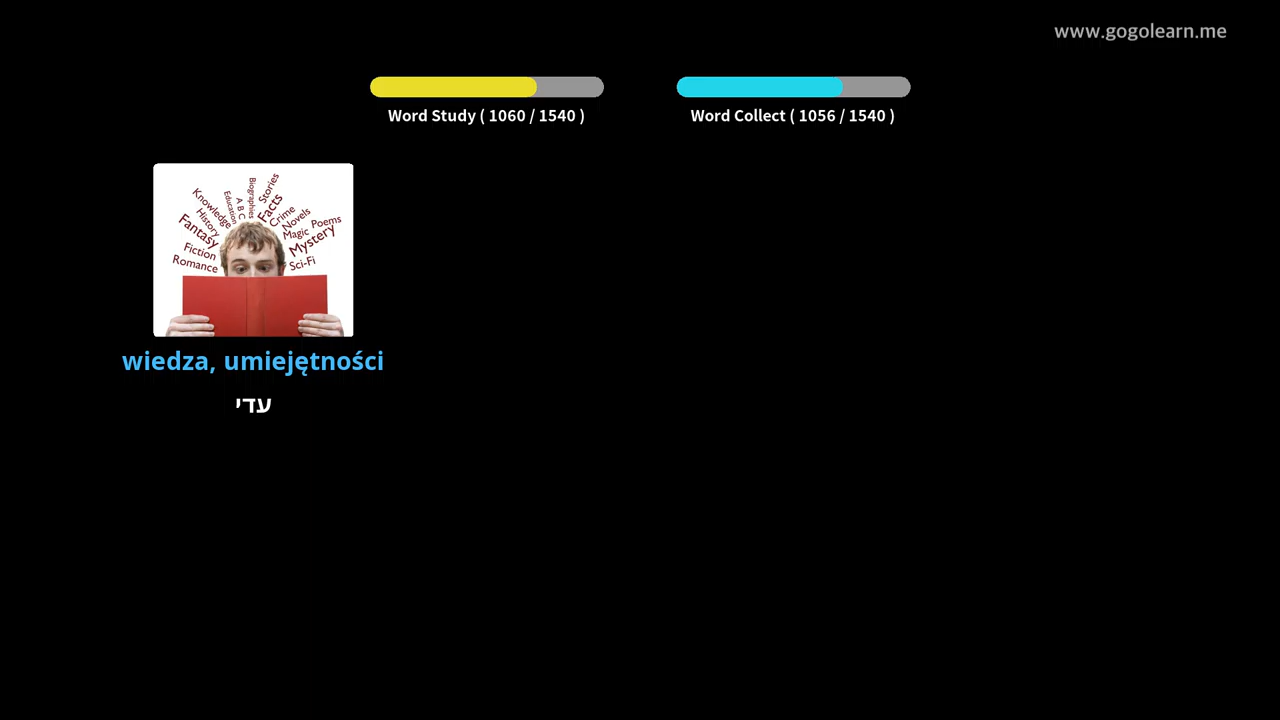 www.gogolearn.me
Word Study ( 1060 / 1540 )
Word Collect ( 1056 / 1540 )
Stories
Biographies
Facts
A B C
Education
Crime
Knowledge
Novels
History
Poems
Magic
Fantasy
Mystery
Fiction
Sci-Fi
Romance
wiedza, umiejętności
עדי